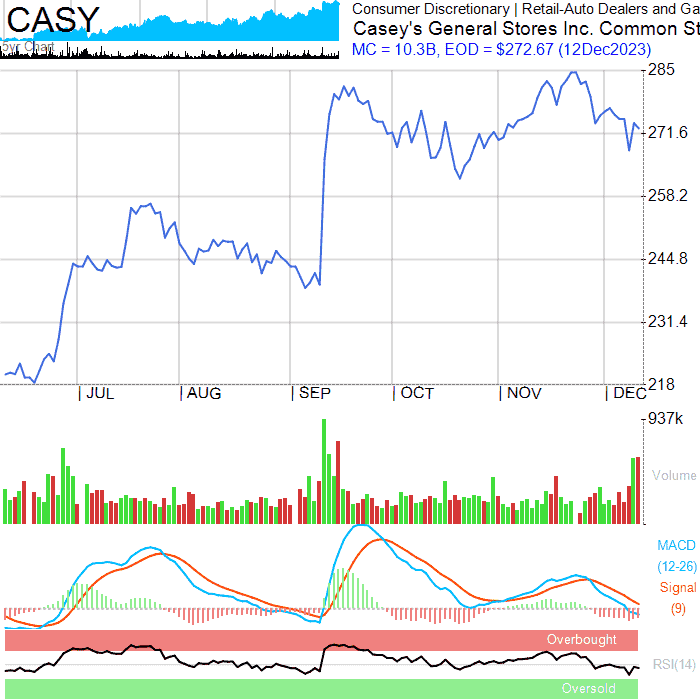 CASY
5yr Chart
Consumer Discretionary | Retail-Auto Dealers and Ga
Casey's General Stores Inc. Common St
MC = 10.3B, EOD = $272.67 (12Dec2023)
285
271.6
258.2
244.8
231.4
218
| JUL | AUG | SEP | OCT | NOV | DEC
937k
Volume
MACD
(12-26)
Signal
(9)
Overbought
RSI(14)
Oversold